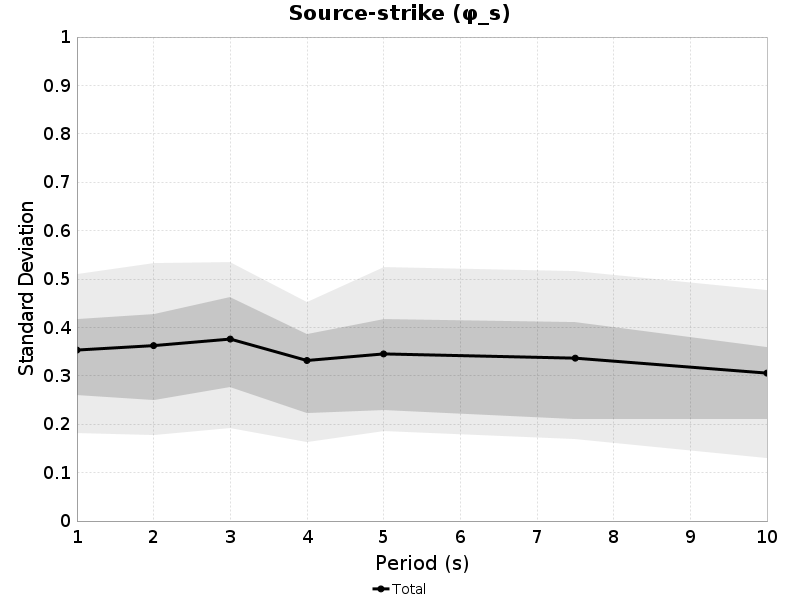 Source-strike (φ_s)
1
0.9
0.8
0.7
0.6
0.5
0.4
0.3
0.2
0.1
0
Standard Deviation
1 2 3 4 5 6 7 8 9 10
Period (s)
Total